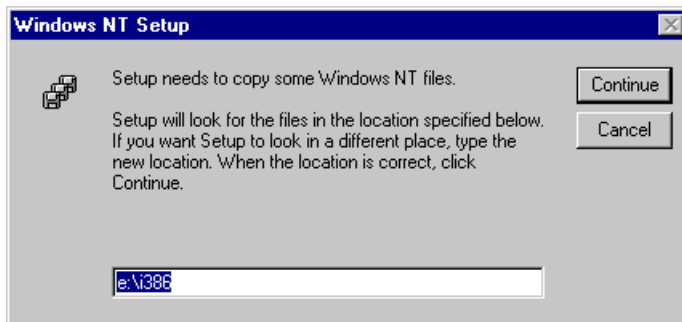 Windows NT Setup
Setup needs to copy some Windows NT files.
Continue
Setup will look for the files in the location specified below.
If you want Setup to look in a different place, type the
new location. When the location is correct, click
Continue.
Cancel
e:\i386